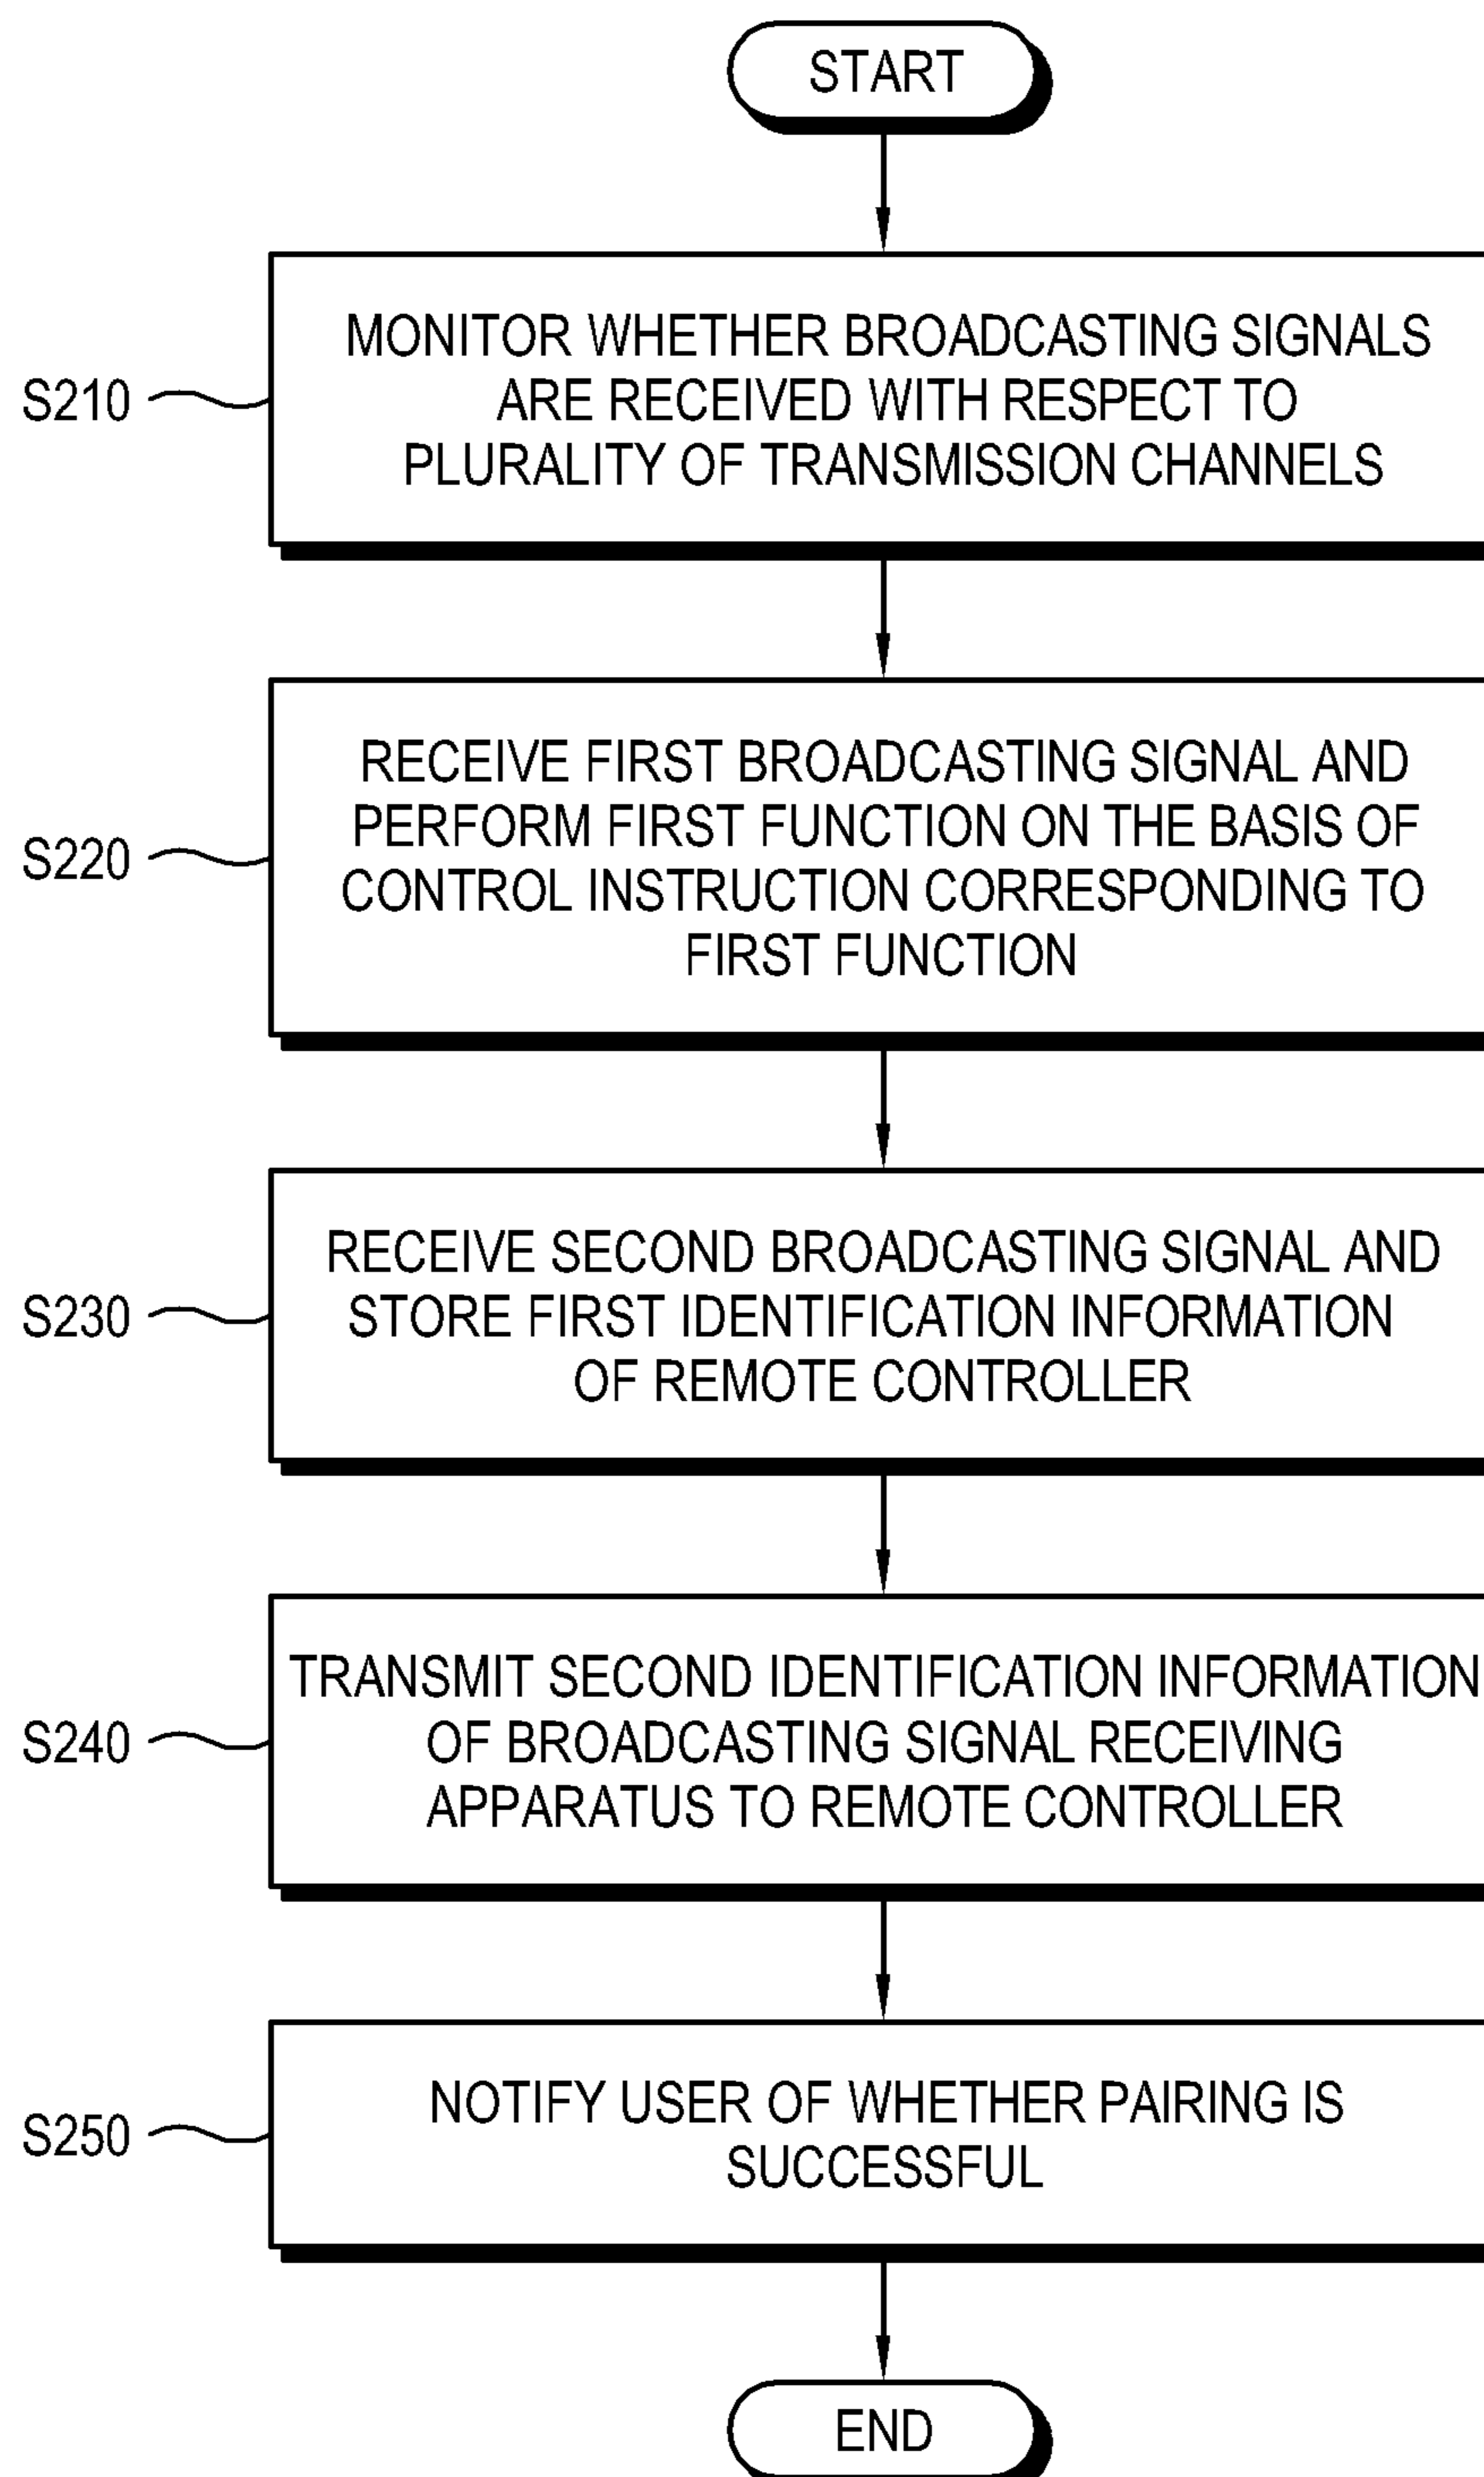 START
S210
MONITOR WHETHER BROADCASTING SIGNALS
ARE RECEIVED WITH RESPECT TO
PLURALITY OF TRANSMISSION CHANNELS
S220
RECEIVE FIRST BROADCASTING SIGNAL AND
PERFORM FIRST FUNCTION ON THE BASIS OF
CONTROL INSTRUCTION CORRESPONDING TO
FIRST FUNCTION
S230
RECEIVE SECOND BROADCASTING SIGNAL AND
STORE FIRST IDENTIFICATION INFORMATION
OF REMOTE CONTROLLER
S240
TRANSMIT SECOND IDENTIFICATION INFORMATION
OF BROADCASTING SIGNAL RECEIVING
APPARATUS TO REMOTE CONTROLLER
S250
NOTIFY USER OF WHETHER PAIRING IS
SUCCESSFUL
END